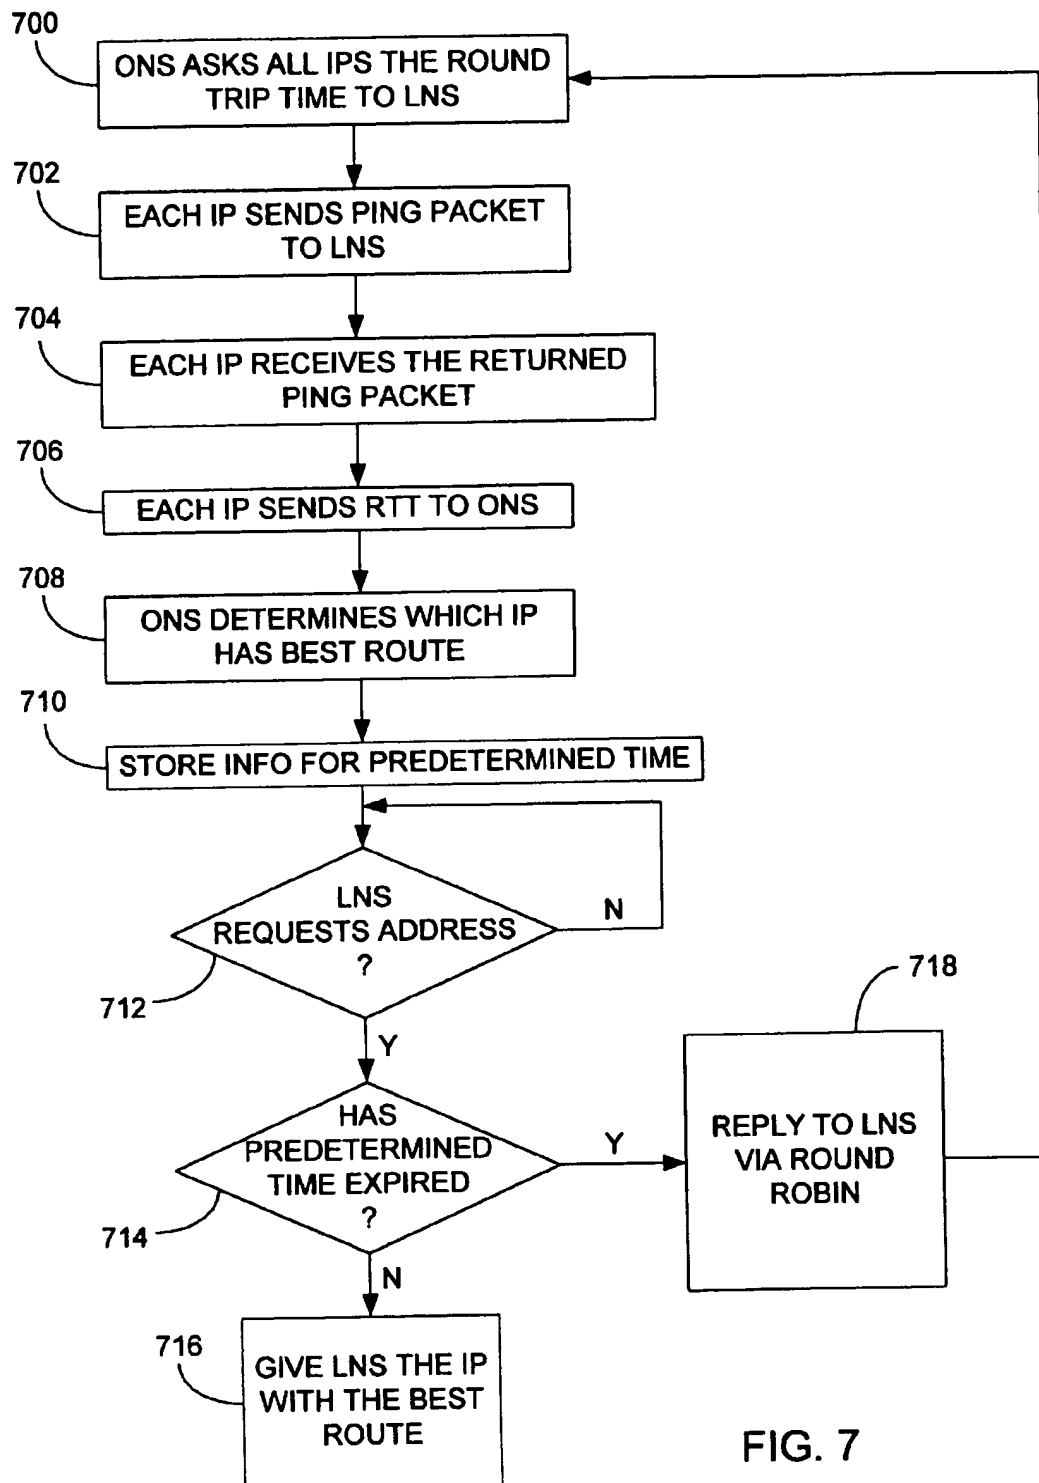 700
ONS ASKS ALL IPS THE ROUND
TRIP TIME TO LNS
702
EACH IP SENDS PING PACKET
TO LNS
704
EACH IP RECEIVES THE RETURNED
PING PACKET
706
EACH IP SENDS RTT TO ONS
708
ONS DETERMINES WHICH IP
HAS BEST ROUTE
710
STORE INFO FOR PREDETERMINED TIME
LNS
REQUESTS ADDRESS
?
N
712
Y
HAS
PREDETERMINED
TIME EXPIRED
?
Y
714
N
718
REPLY TO LNS
VIA ROUND
ROBIN
716
GIVE LNS THE IP
WITH THE BEST
ROUTE
FIG. 7